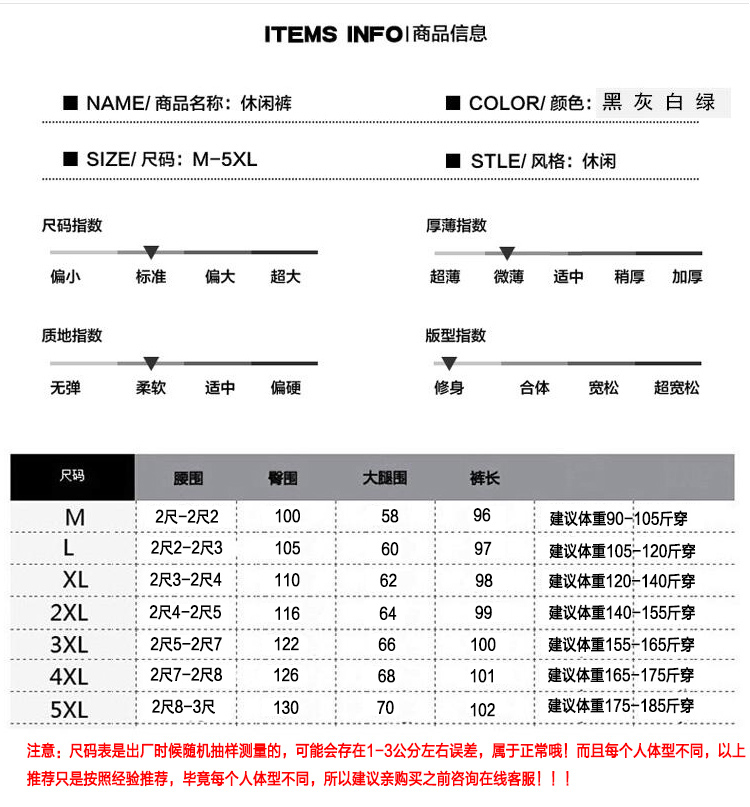 ITEMS INFO|商品信息
■ NAME/ 商品名称：休闲裤 ■ COLOR/ 颜色：黑 灰 白 绿
■ SIZE/ 尺码：M-5XL ■ STLE/ 风格：休闲
尺码指数 厚薄指数
偏小 标准 偏大 超大 超薄 微薄 适中 稍厚 加厚
质地指数 版型指数
无弹 柔软 适中 偏硬 修身 合体 宽松 超宽松
尺码 腰围 臀围 大腿围 裤长
M 2尺-2尺2 100 58 96 建议体重90-105斤穿
L 2尺2-2尺3 105 60 97 建议体重105-120斤穿
XL 2尺3-2尺4 110 62 98 建议体重120-140斤穿
2XL 2尺4-2尺5 116 64 99 建议体重140-155斤穿
3XL 2尺5-2尺7 122 66 100 建议体重155-165斤穿
4XL 2尺7-2尺8 126 68 101 建议体重165-175斤穿
5XL 2尺8-3尺 130 70 102 建议体重175-185斤穿
注意：尺码表是出厂时候随机抽样测量的，可能会存在1-3公分左右误差，属于正常哦！而且每个人体型不同，以上
推荐只是按照经验推荐，毕竟每个人体型不同，所以建议亲购买之前咨询在线客服！！！